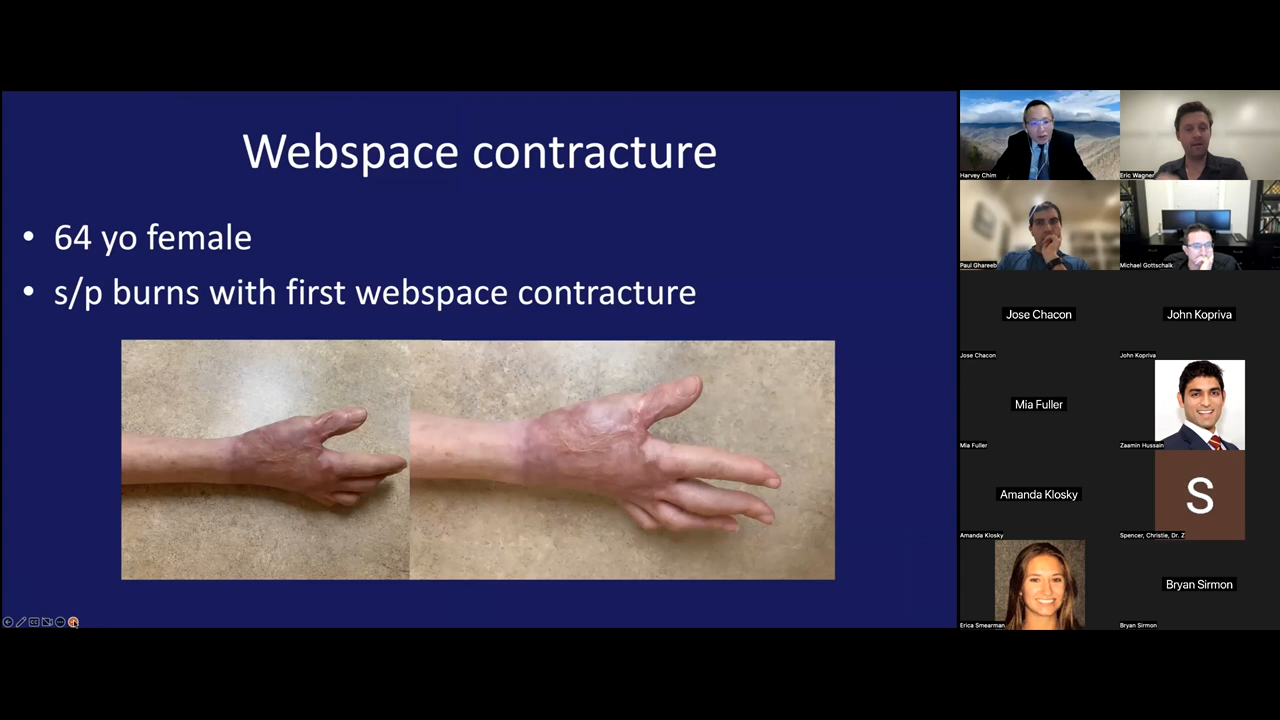 Webspace contracture
• 64 yo female
• s/p burns with first webspace contracture
Harvey Chim
Eric Wagner
Paul Ghareeb
Michael Gottschalk
Jose Chacon
Jose Chacon
John Kopriva
John Kopriva
Mia Fuller
Mia Fuller
Zaamin Hussain
Amanda Klosky
Amanda Klosky
S
Spencer, Christie, Dr. Z
Erica Smearman
Bryan Sirmon
Bryan Sirmon